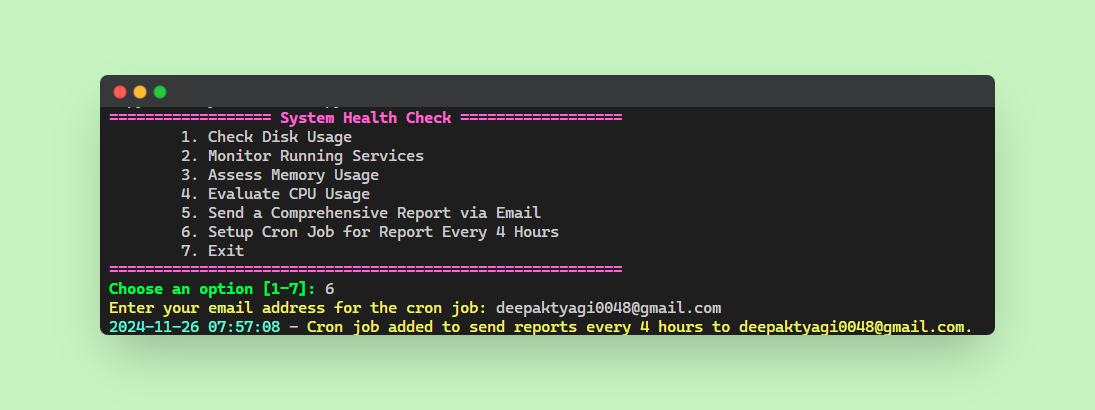 ================== System Health Check ==================
1. Check Disk Usage
2. Monitor Running Services
3. Assess Memory Usage
4. Evaluate CPU Usage
5. Send a Comprehensive Report via Email
6. Setup Cron Job for Report Every 4 Hours
7. Exit
=========================================================
Choose an option [1-7]: 6
Enter your email address for the cron job: deepaktyagi0048@gmail.com
2024-11-26 07:57:08 - Cron job added to send reports every 4 hours to deepaktyagi0048@gmail.com.